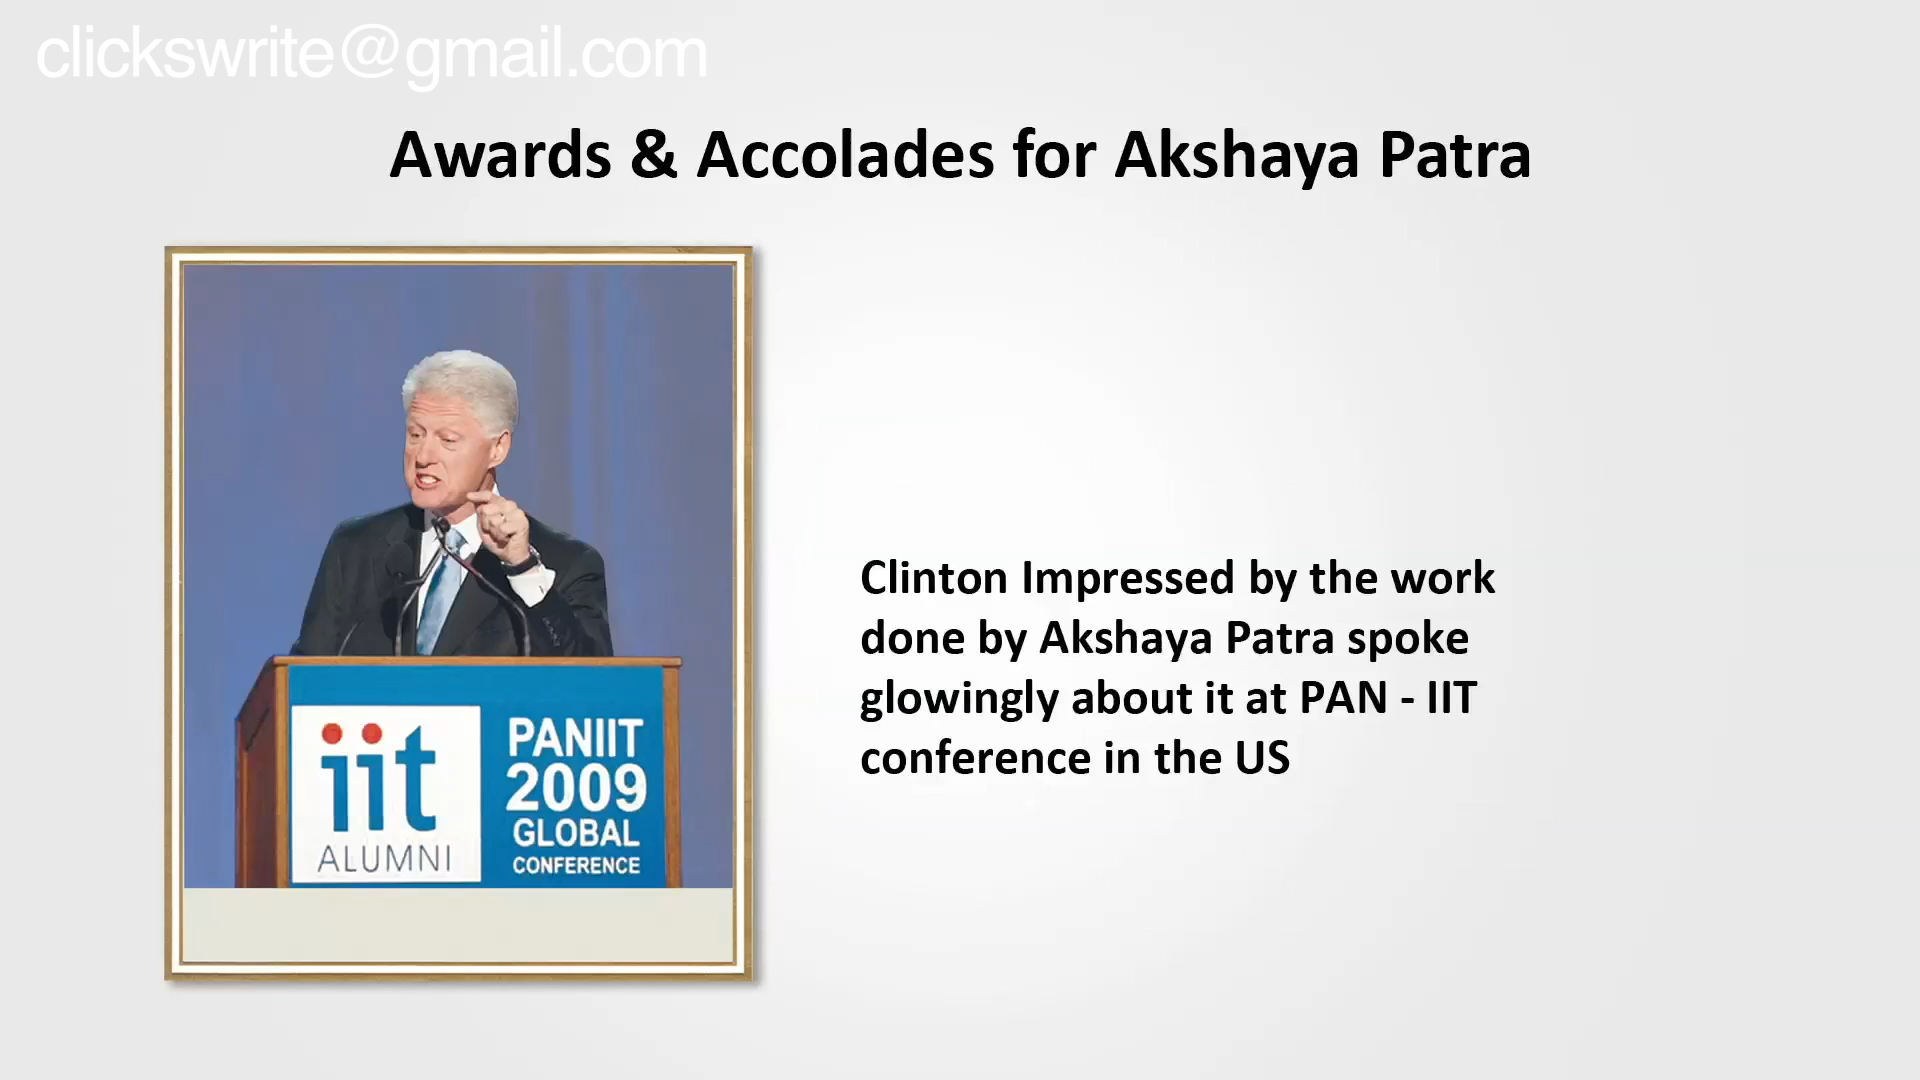 clickswrite@gmail.com
Awards & Accolades for Akshaya Patra
iit
ALUMNI
PANIIT
2009
GLOBAL
CONFERENCE
Clinton Impressed by the work
done by Akshaya Patra spoke
glowingly about it at PAN - IIT
conference in the US